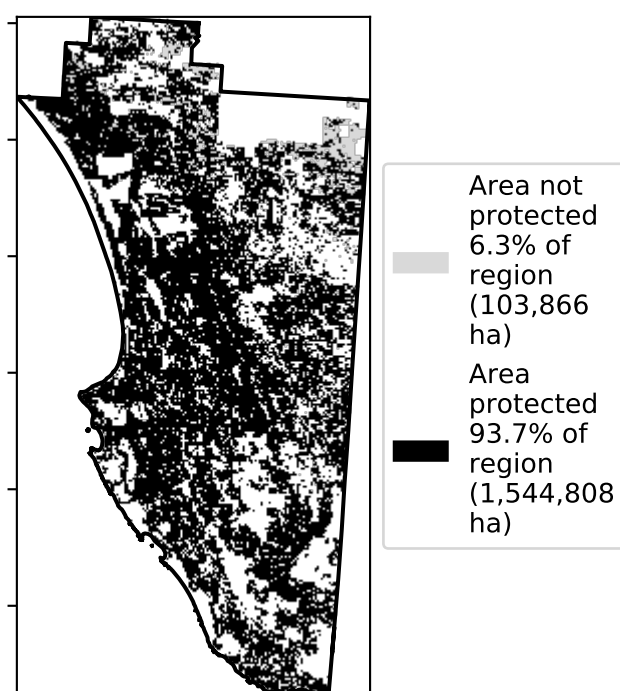 Area not
protected
6.3% of
region
(103,866
ha)
Area
protected
93.7% of
region
(1,544,808
ha)